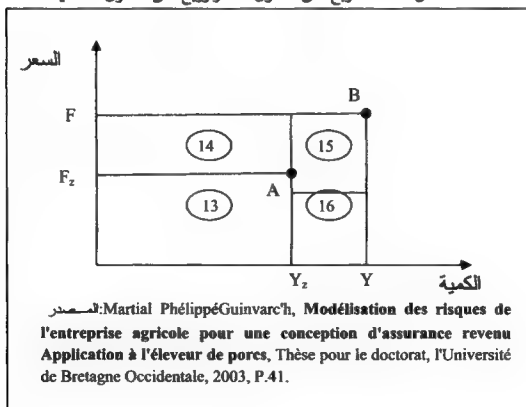 السعر
F
B
14
15
F_z
A
13
16
Y_z
Y
الكمية
المصدر:Martial PhélippéGuinvarc'h, Modélisation des risques de
l'entreprise agricole pour une conception d'assurance revenu
Application à l'éleveur de porcs, Thèse pour le doctorat, l'Université
de Bretagne Occidentale, 2003, P.41.